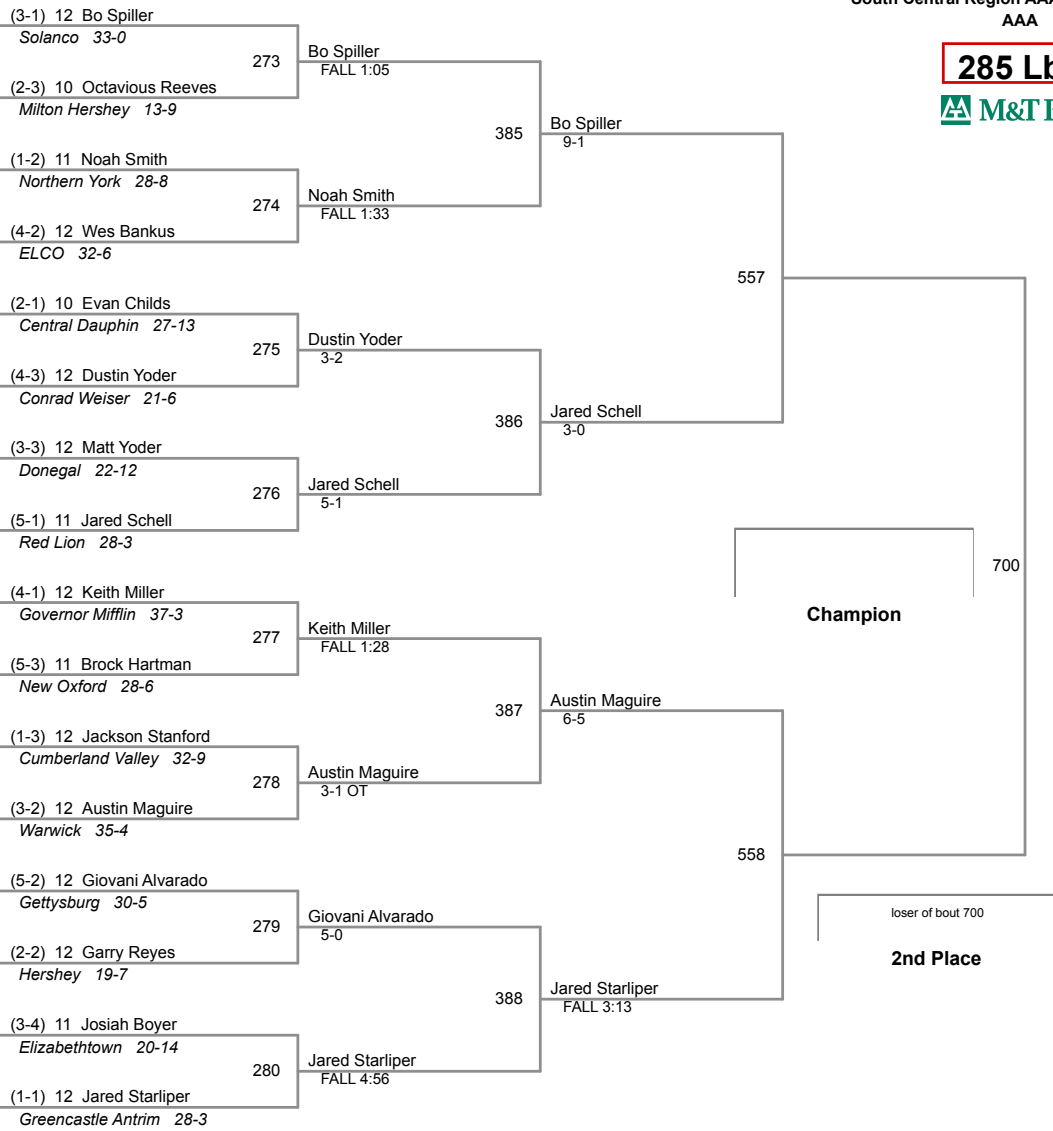 South Central Region AAA
AAA
285 Lb
M&T
(3-1) 12 Bo Spiller
Solanco 33-0
273
Bo Spiller
FALL 1:05
(2-3) 10 Octavious Reeves
Milton Hershey 13-9
385
Bo Spiller
9-1
(1-2) 11 Noah Smith
Northern York 28-8
274
Noah Smith
FALL 1:33
(4-2) 12 Wes Bankus
ELCO 32-6
557
(2-1) 10 Evan Childs
Central Dauphin 27-13
275
Dustin Yoder
3-2
(4-3) 12 Dustin Yoder
Conrad Weiser 21-6
386
Jared Schell
3-0
(3-3) 12 Matt Yoder
Donegal 22-12
276
Jared Schell
5-1
(5-1) 11 Jared Schell
Red Lion 28-3
700
Champion
(4-1) 12 Keith Miller
Governor Mifflin 37-3
277
Keith Miller
FALL 1:28
(5-3) 11 Brock Hartman
New Oxford 28-6
387
Austin Maguire
6-5
(1-3) 12 Jackson Stanford
Cumberland Valley 32-9
278
Austin Maguire
3-1 OT
(3-2) 12 Austin Maguire
Warwick 35-4
558
(5-2) 12 Giovani Alvarado
Gettysburg 30-5
279
Giovani Alvarado
5-0
(2-2) 12 Garry Reyes
Hershey 19-7
388
Jared Starliper
FALL 3:13
(3-4) 11 Josiah Boyer
Elizabethtown 20-14
280
Jared Starliper
FALL 4:56
(1-1) 12 Jared Starliper
Greencastle Antrim 28-3
loser of bout 700
2nd Place